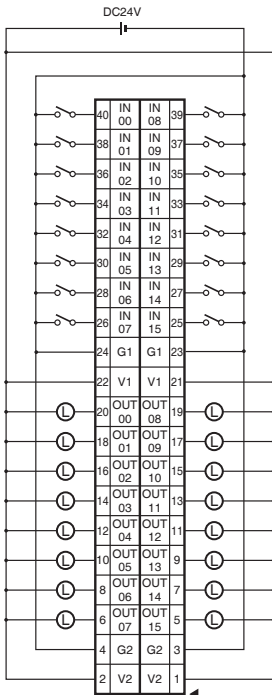 DC24V
40 IN 00 IN 08 39
38 IN 01 IN 09 37
36 IN 02 IN 10 35
34 IN 03 IN 11 33
32 IN 04 IN 12 31
30 IN 05 IN 13 29
28 IN 06 IN 14 27
26 IN 07 IN 15 25
24 G1 G1 23
22 V1 V1 21
L 20 OUT 00 OUT 08 19 L
L 18 OUT 01 OUT 09 17 L
L 16 OUT 02 OUT 10 15 L
L 14 OUT 03 OUT 11 13 L
L 12 OUT 04 OUT 12 11 L
L 10 OUT 05 OUT 13 9 L
L 8 OUT 06 OUT 14 7 L
L 6 OUT 07 OUT 15 5 L
4 G2 G2 3
2 V2 V2 1